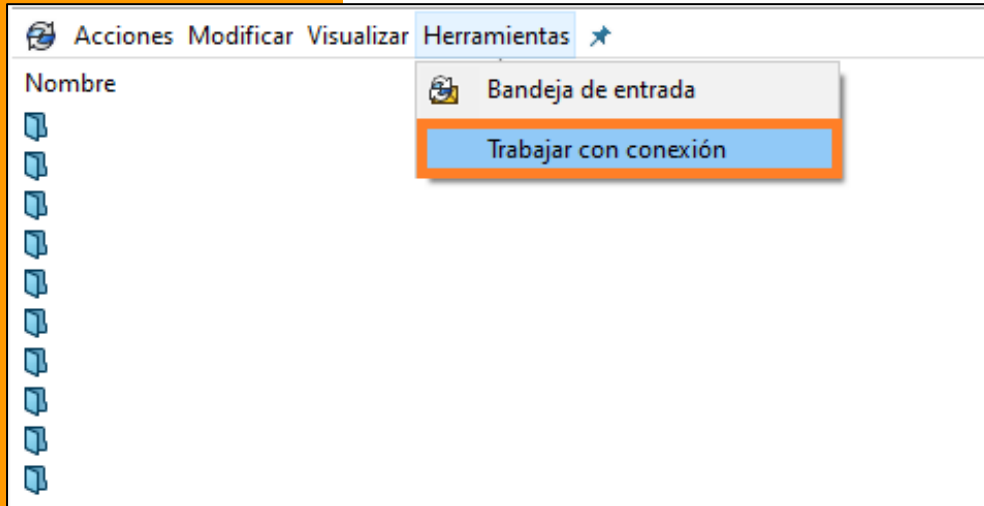 Acciones Modificar Visualizar Herramientas
Nombre
Bandeja de entrada
Trabajar con conexión